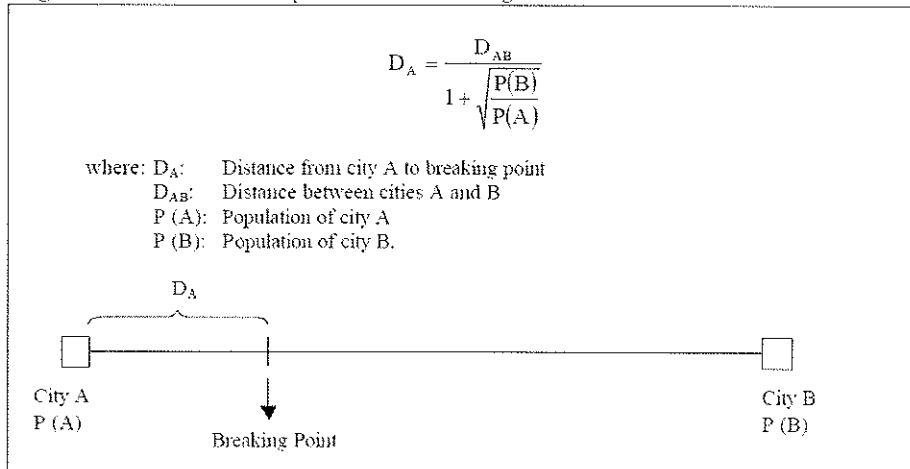 D_A = D_AB / (1 + √(P(B) / P(A)))
where: D_A: Distance from city A to breaking point
D_AB: Distance between cities A and B
P (A): Population of city A
P (B): Population of city B.
D_A
City A
P (A)
City B
P (B)
Breaking Point